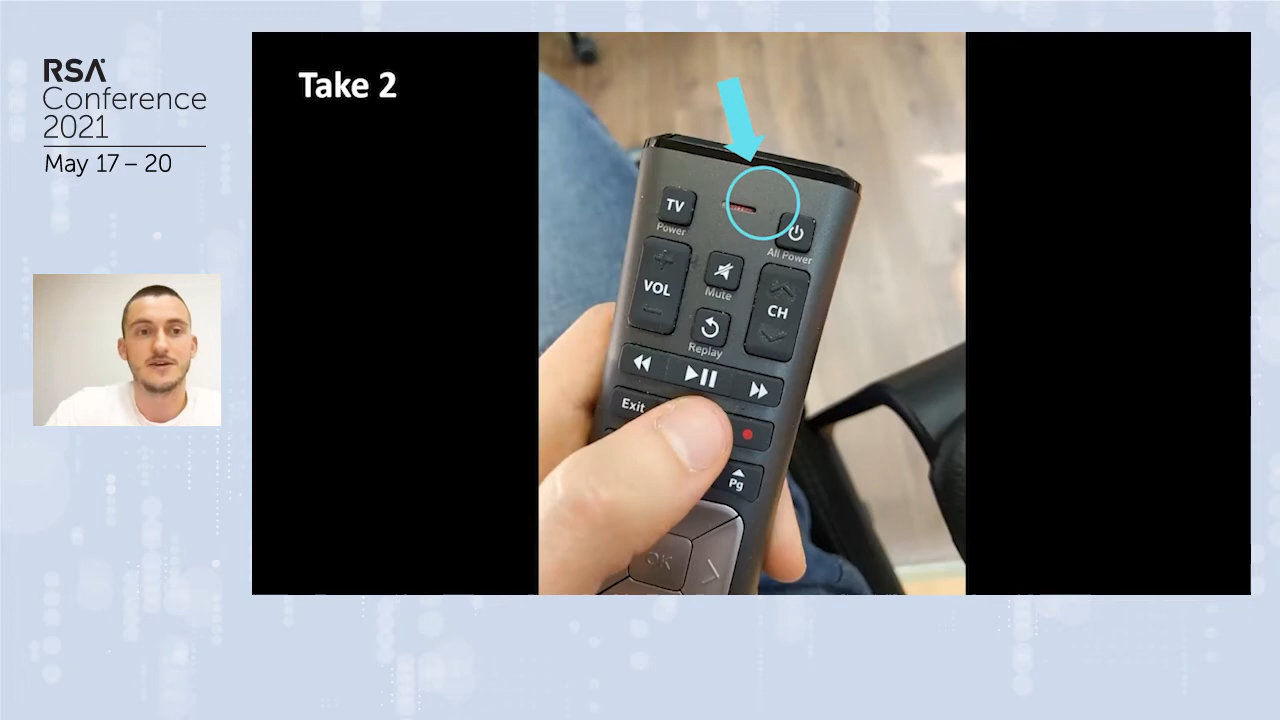 RSA
Conference
2021
May 17 – 20
Take 2
TV
Power
All Power
VOL
Mute
CH
Replay
Exit
Pg
OK